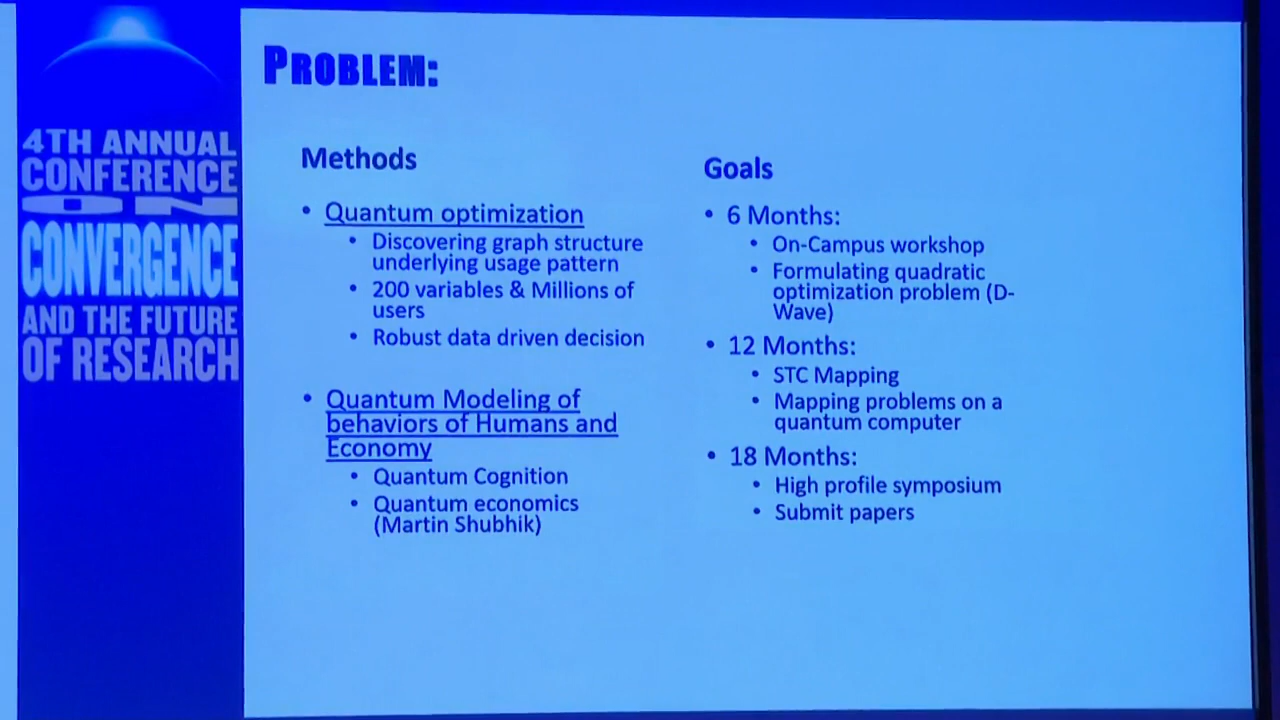 4TH ANNUAL
CONFERENCE
ON
CONVERGENCE
AND THE FUTURE
OF RESEARCH
PROBLEM:
Methods
• Quantum optimization
• Discovering graph structure
underlying usage pattern
• 200 variables & Millions of
users
• Robust data driven decision
• Quantum Modeling of
behaviors of Humans and
Economy
• Quantum Cognition
• Quantum economics
(Martin Shubhik)
Goals
• 6 Months:
• On-Campus workshop
• Formulating quadratic
optimization problem (D-
Wave)
• 12 Months:
• STC Mapping
• Mapping problems on a
quantum computer
• 18 Months:
• High profile symposium
• Submit papers